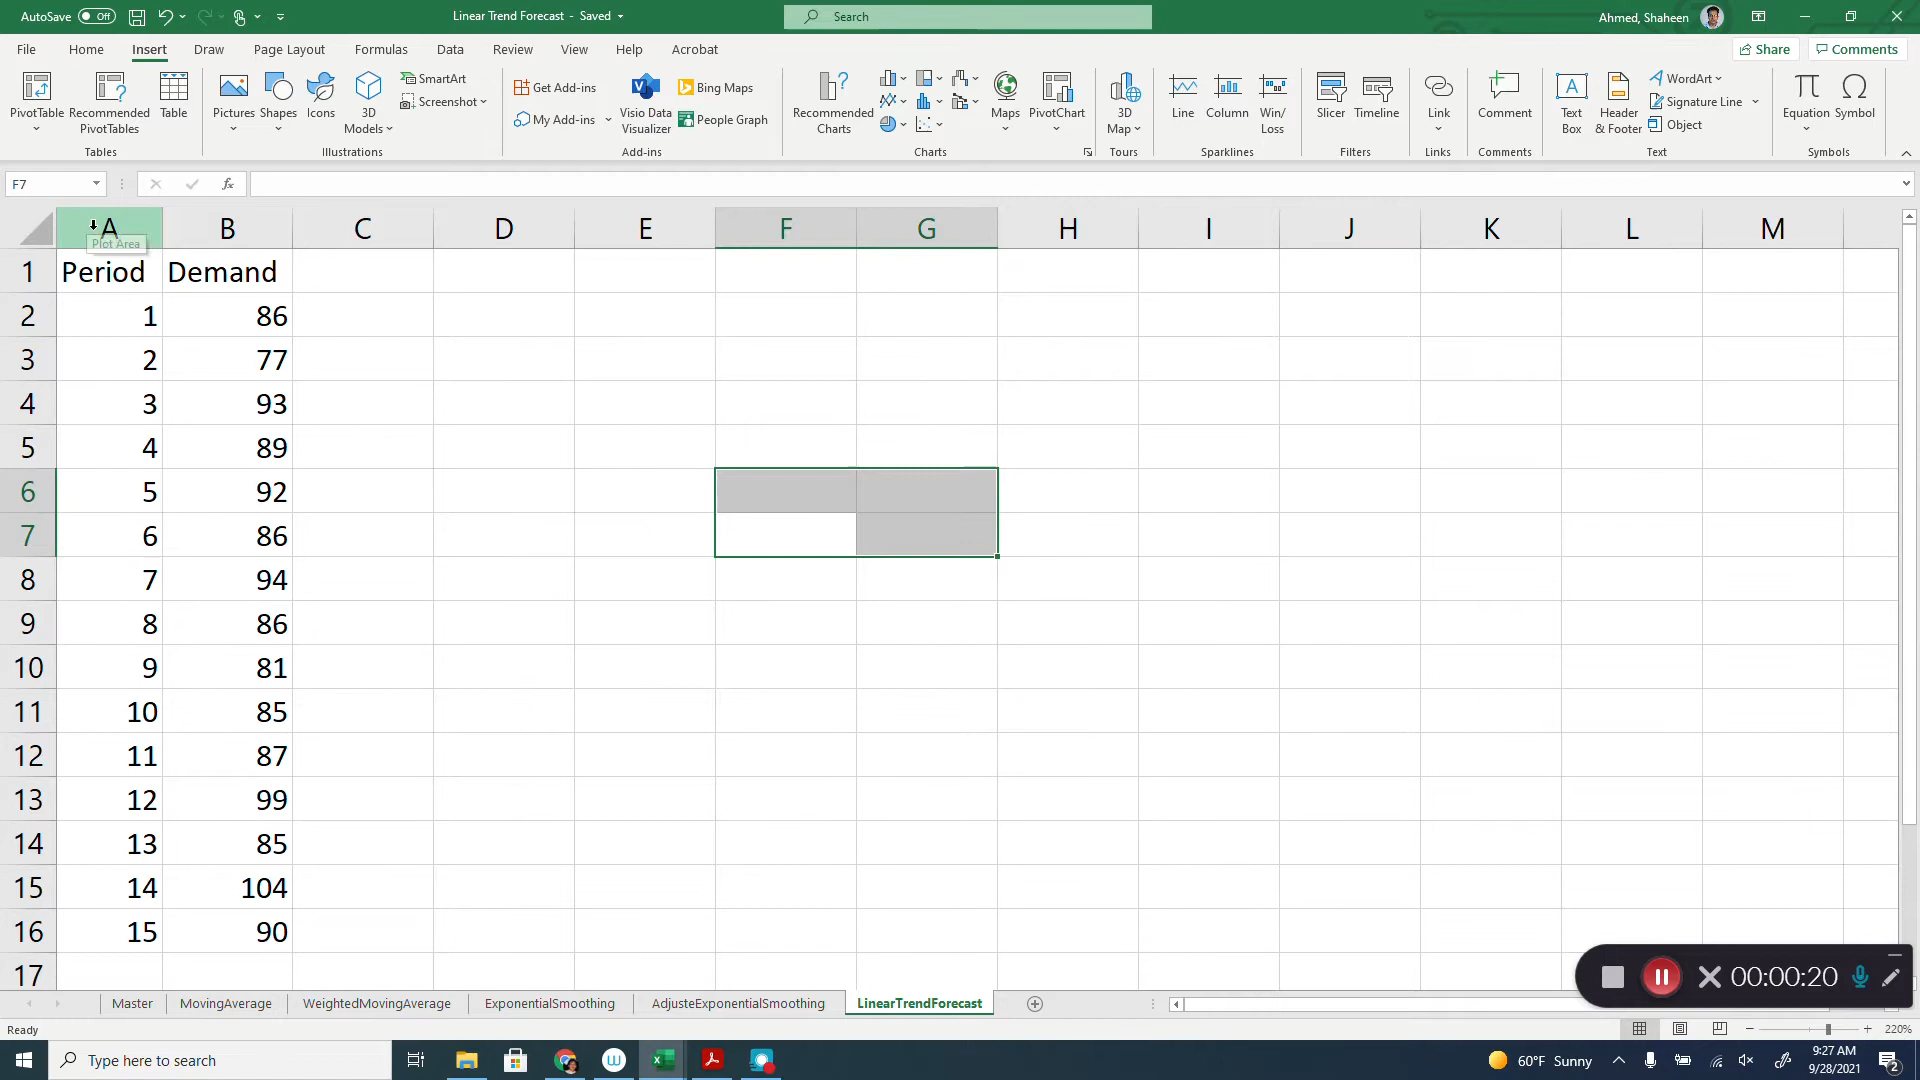 AutoSave Off
Linear Trend Forecast - Saved
Search
Ahmed, Shaheen
File Home Insert Draw Page Layout Formulas Data Review View Help Acrobat
Share Comments
PivotTable
Recommended PivotTables
Table
Tables
Pictures
Shapes
Icons
3D Models
SmartArt
Screenshot
Illustrations
Get Add-ins
My Add-ins
Visio Data Visualizer
Bing Maps
People Graph
Add-ins
Recommended Charts
Maps
PivotChart
Charts
3D Map
Tours
Line
Column
Win/Loss
Sparklines
Slicer
Timeline
Filters
Link
Links
Comment
Comments
Text Box
Header & Footer
WordArt
Signature Line
Object
Text
Equation
Symbol
Symbols
F7
fx
A B C D E F G H I J K L M
Plot Area
1 Period Demand
2 1 86
3 2 77
4 3 93
5 4 89
6 5 92
7 6 86
8 7 94
9 8 86
10 9 81
11 10 85
12 11 87
13 12 99
14 13 85
15 14 104
16 15 90
17
00:00:20
Master MovingAverage WeightedMovingAverage ExponentialSmoothing AdjusteExponentialSmoothing LinearTrendForecast
Ready
220%
Type here to search
60°F Sunny
9:27 AM
9/28/2021
2